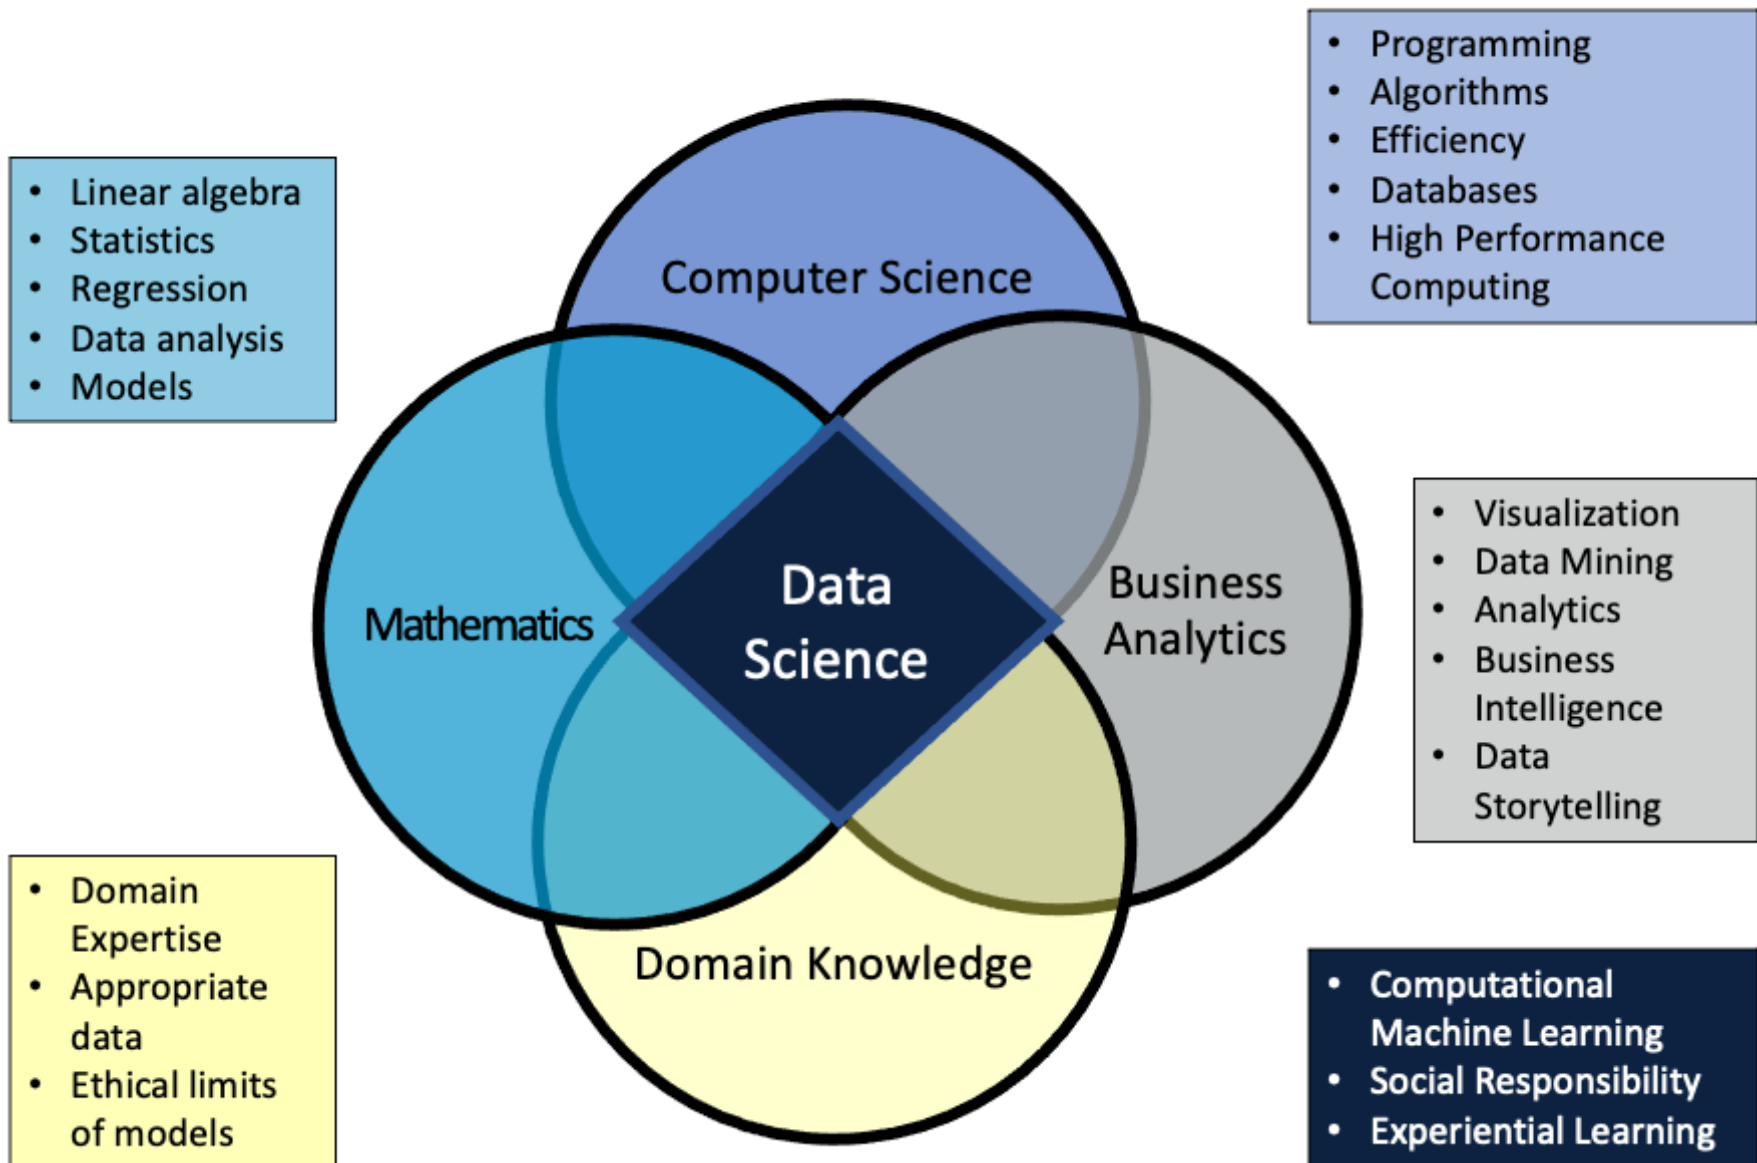 • Programming
• Algorithms
• Efficiency
• Databases
• High Performance
Computing
• Linear algebra
• Statistics
• Regression
• Data analysis
• Models
Computer Science
Mathematics
Data
Science
Business
Analytics
Domain Knowledge
• Visualization
• Data Mining
• Analytics
• Business
Intelligence
• Data
Storytelling
• Domain
Expertise
• Appropriate
data
• Ethical limits
of models
• Computational
Machine Learning
• Social Responsibility
• Experiential Learning